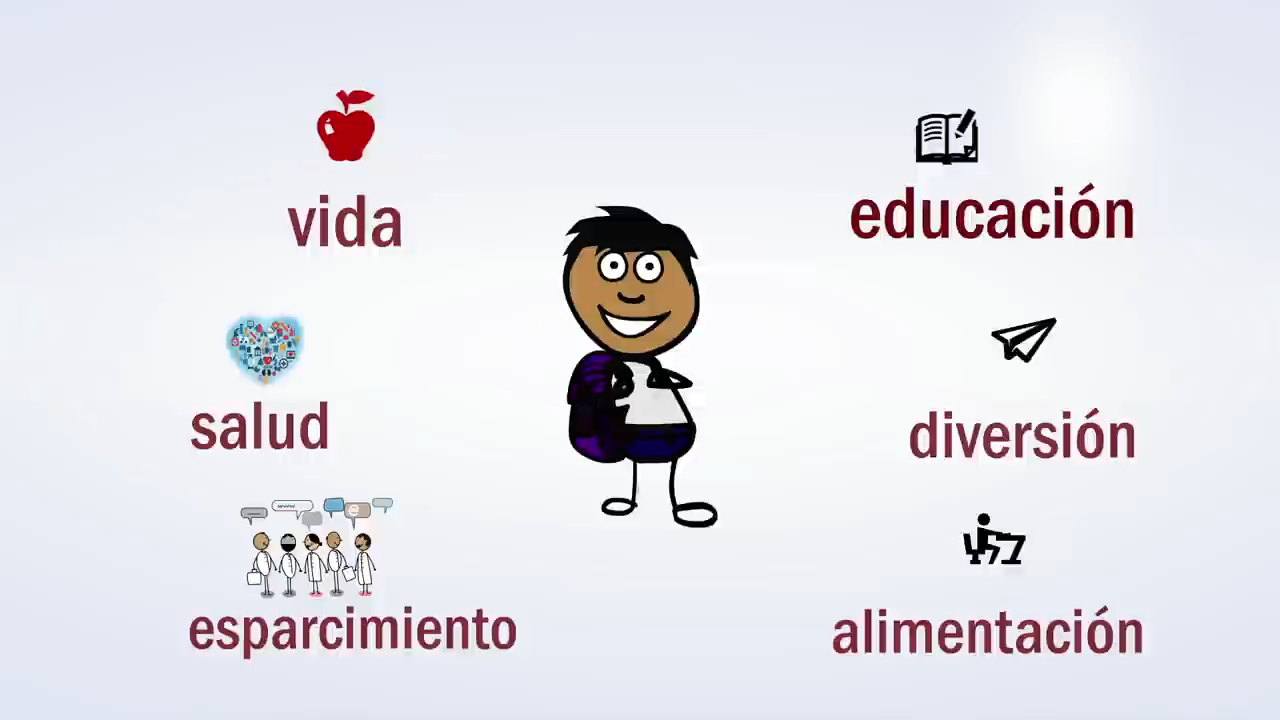 vida
educación
salud
diversión
esparcimiento
alimentación